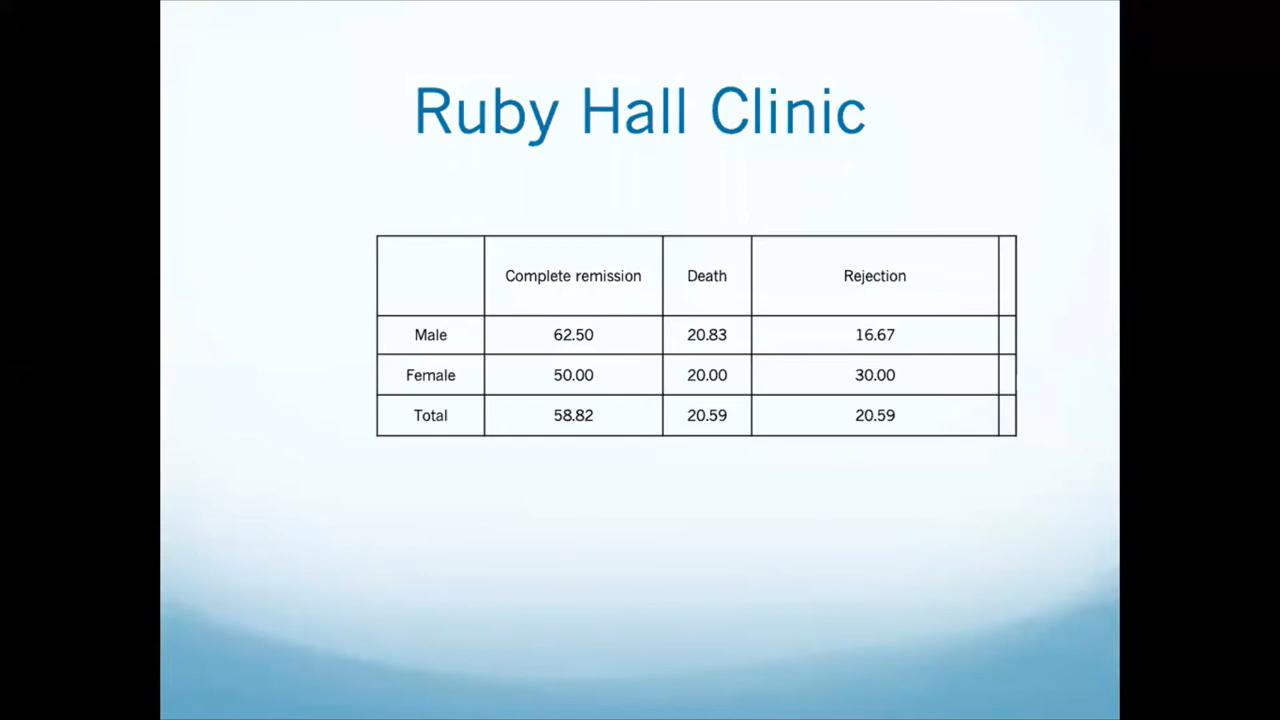 Ruby Hall Clinic
Complete remission Death Rejection
Male 62.50 20.83 16.67
Female 50.00 20.00 30.00
Total 58.82 20.59 20.59